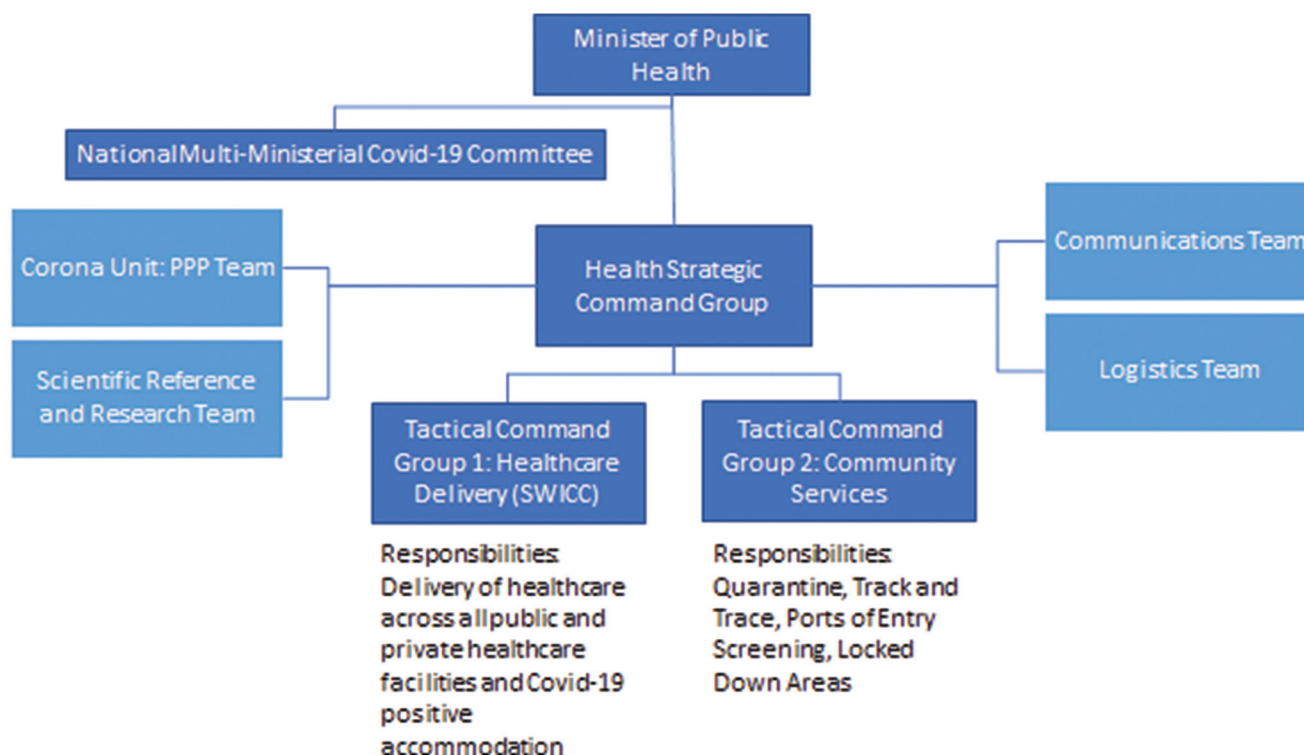 Minister of Public
Health
National Multi-Ministerial Covid-19 Committee
Corona Unit: PPP Team
Scientific Reference
and Research Team
Health Strategic
Command Group
Communications Team
Logistics Team
Tactical Command
Group 1: Healthcare
Delivery (SWICC)
Tactical Command
Group 2: Community
Services
Responsibilities:
Delivery of healthcare
across all public and
private healthcare
facilities and Covid-19
positive
accommodation
Responsibilities:
Quarantine, Track and
Trace, Ports of Entry
Screening, Locked
Down Areas